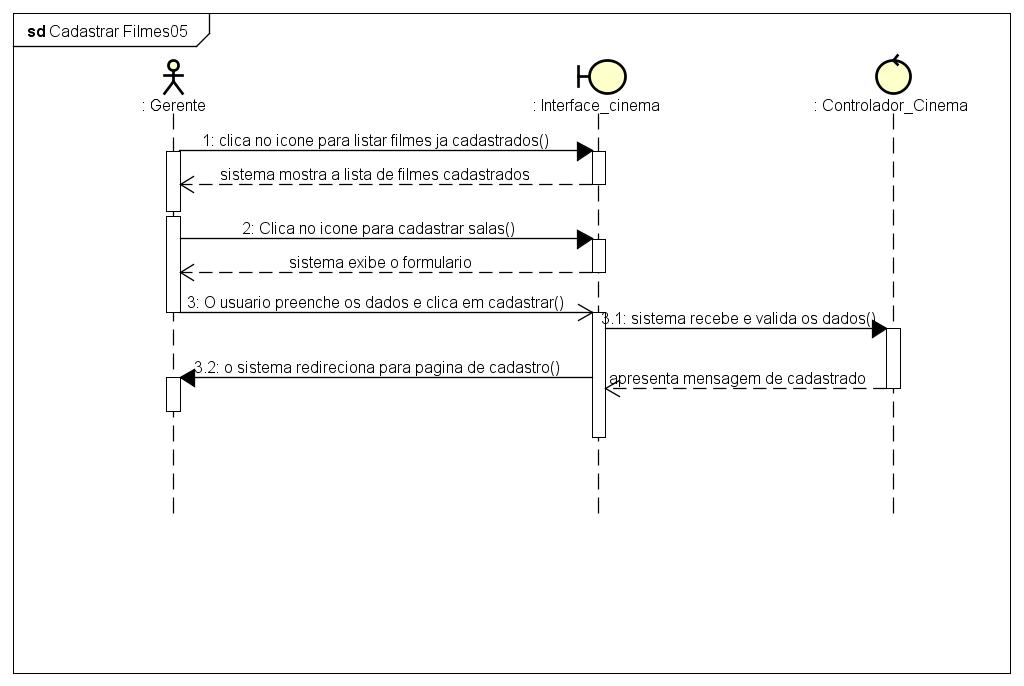 sd Cadastrar Filmes05
: Gerente
: Interface_cinema
: Controlador_Cinema
1: clica no icone para listar filmes ja cadastrados()
sistema mostra a lista de filmes cadastrados
2: Clica no icone para cadastrar salas()
sistema exibe o formulario
3: O usuario preenche os dados e clica em cadastrar()
3.1: sistema recebe e valida os dados()
3.2: o sistema redireciona para pagina de cadastro()
apresenta mensagem de cadastrado